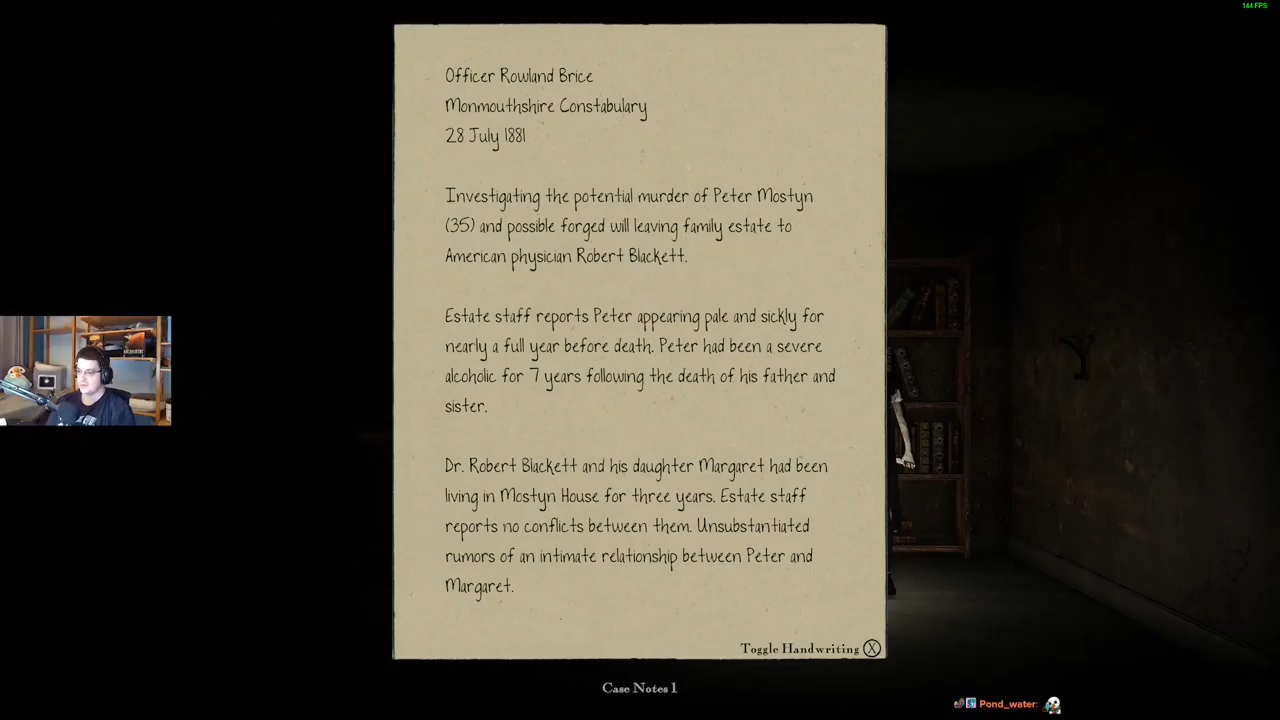 144 FPS
Officer Rowland Brice
Monmouthshire Constabulary
28 July 1881
Investigating the potential murder of Peter Mostyn
(35) and possible forged will leaving family estate to
American physician Robert Blackett.
Estate staff reports Peter appearing pale and sickly for
nearly a full year before death. Peter had been a severe
alcoholic for 7 years following the death of his father and
sister.
Dr. Robert Blackett and his daughter Margaret had been
living in Mostyn House for three years. Estate staff
reports no conflicts between them. Unsubstantiated
rumors of an intimate relationship between Peter and
Margaret.
Toggle Handwriting X
Case Notes 1
Pond_water: